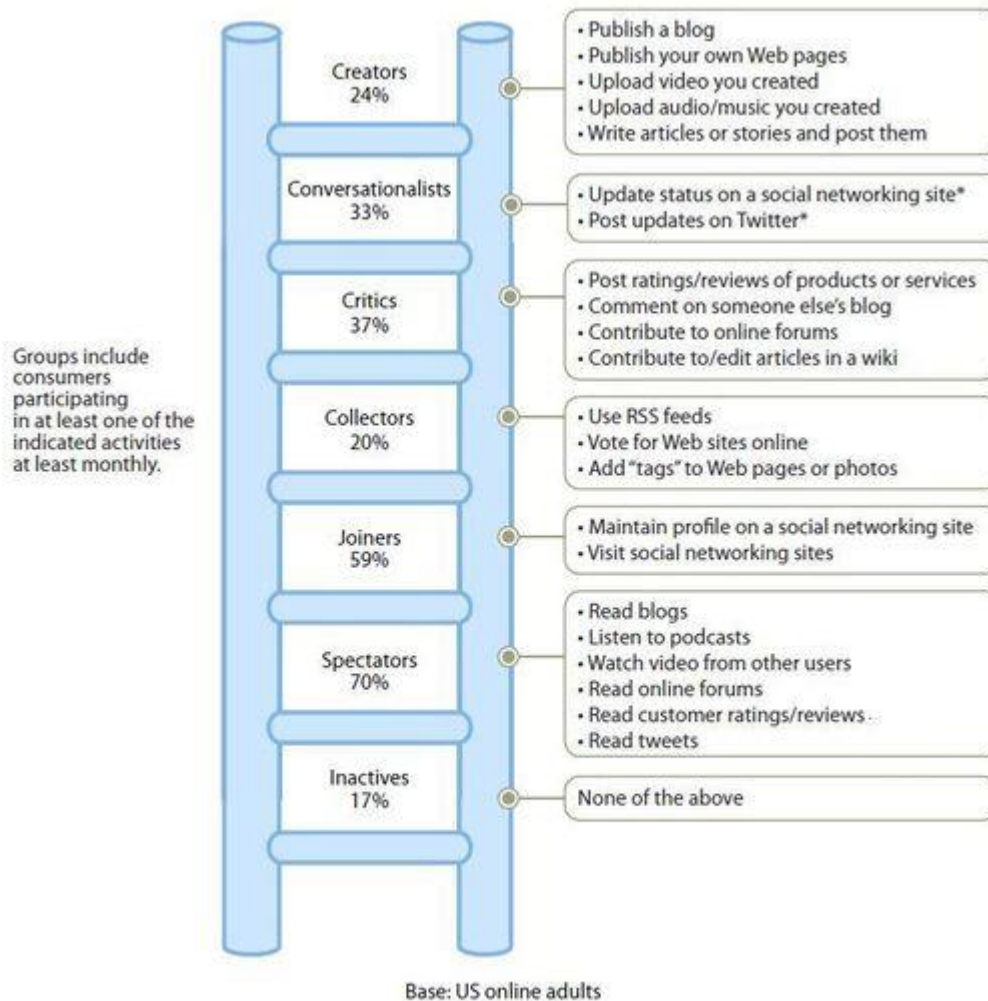 Creators
24%
• Publish a blog
• Publish your own Web pages
• Upload video you created
• Upload audio/music you created
• Write articles or stories and post them
Conversationalists
33%
• Update status on a social networking site*
• Post updates on Twitter*
Critics
37%
• Post ratings/reviews of products or services
• Comment on someone else's blog
• Contribute to online forums
• Contribute to/edit articles in a wiki
Groups include
consumers
participating
in at least one of the
indicated activities
at least monthly.
Collectors
20%
• Use RSS feeds
• Vote for Web sites online
• Add “tags” to Web pages or photos
Joiners
59%
• Maintain profile on a social networking site
• Visit social networking sites
Spectators
70%
• Read blogs
• Listen to podcasts
• Watch video from other users
• Read online forums
• Read customer ratings/reviews
• Read tweets
Inactives
17%
None of the above
Base: US online adults